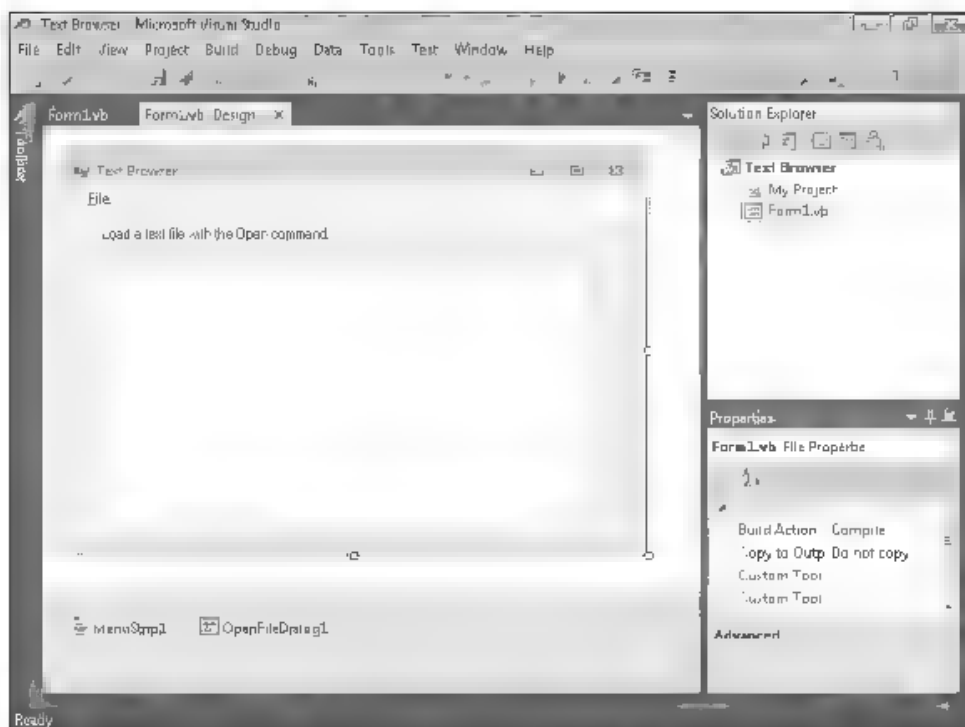 Text Browser - Microsoft Visual Studio
File Edit View Project Build Debug Data Tools Test Window Help
Toolbox
Form1.vb
Form1.vb [Design] ×
Solution Explorer
Text Browser
My Project
Form1.vb
Text Browser
File
Load a text file with the Open command
Properties
Form1.vb File Properties
Build Action Compile
Copy to Outp Do not copy
Custom Tool
Custom Tool
Advanced
MenuStrip1
OpenFileDialog1
Ready